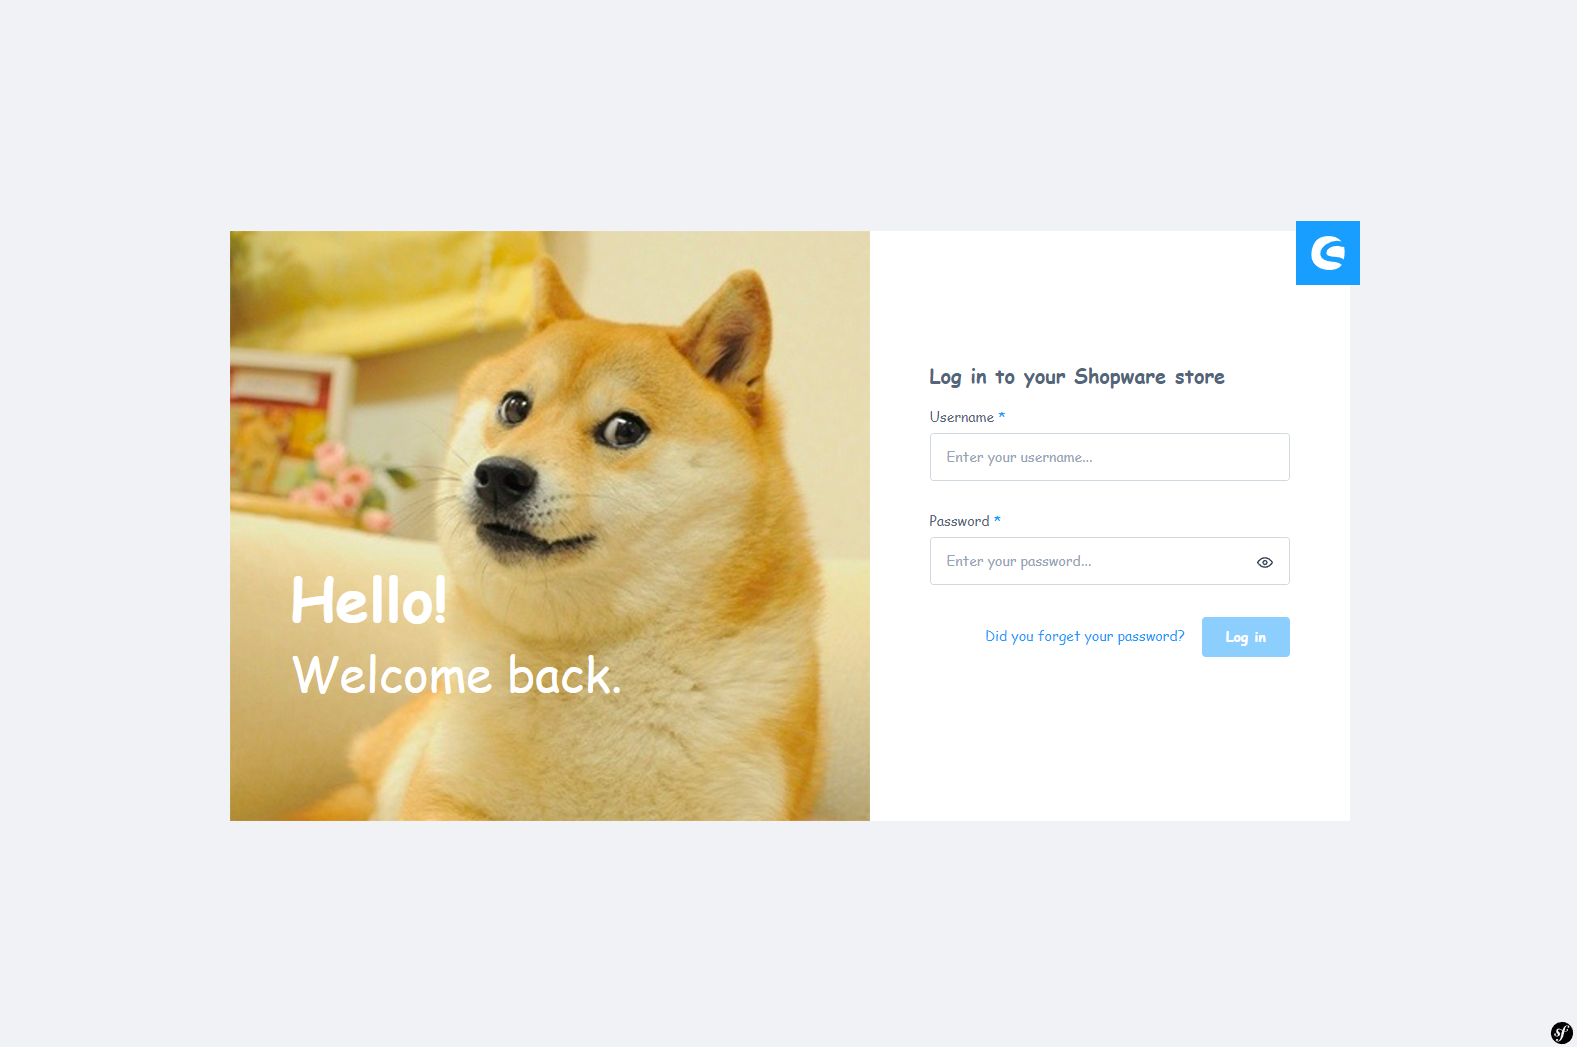 Hello!
Welcome back.
Log in to your Shopware store
Username *
Enter your username...
Password *
Enter your password...
Did you forget your password?
Log in
sf